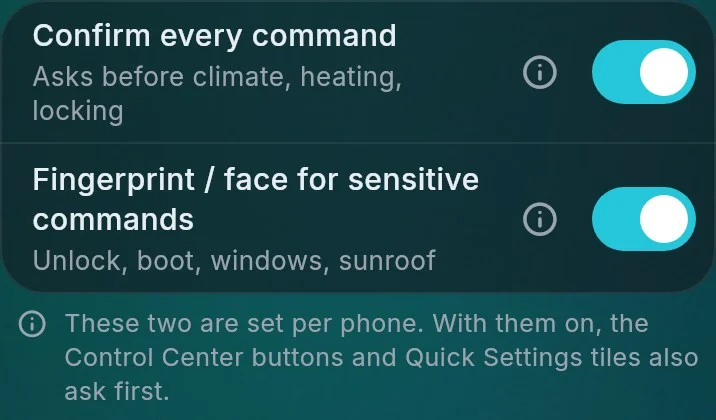 Confirm every command
Asks before climate, heating,
locking
Fingerprint / face for sensitive
commands
Unlock, boot, windows, sunroof
These two are set per phone. With them on, the
Control Center buttons and Quick Settings tiles also
ask first.